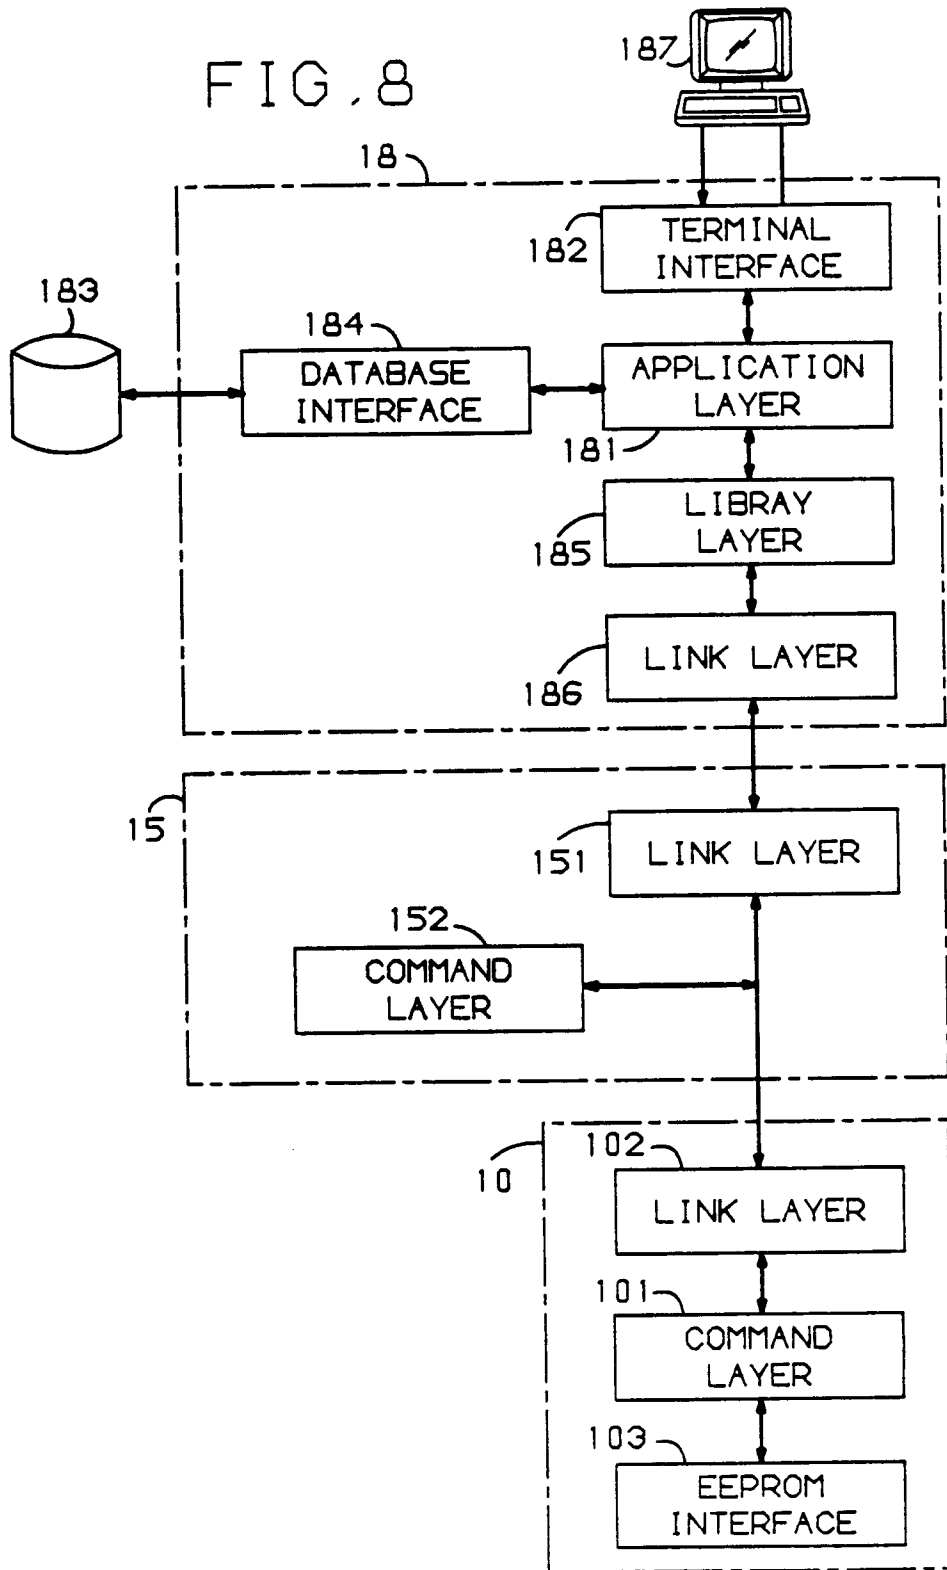 FIG. 8
187
18
182
TERMINAL
INTERFACE
183
184
DATABASE
INTERFACE
APPLICATION
LAYER
181
LIBRAY
LAYER
185
LINK LAYER
186
15
LINK LAYER
151
152
COMMAND
LAYER
10
102
LINK LAYER
101
COMMAND
LAYER
103
EEPROM
INTERFACE